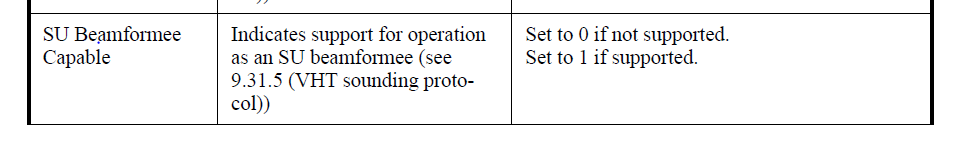 SU Beamformee
Capable
Indicates support for operation
as an SU beamformee (see
9.31.5 (VHT sounding proto-
col))
Set to 0 if not supported.
Set to 1 if supported.